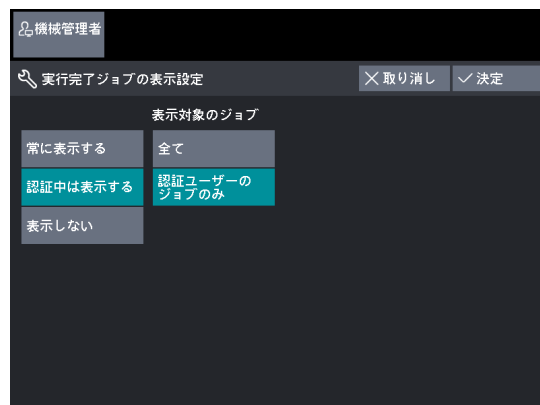 機械管理者
実行完了ジョブの表示設定
取り消し
決定
表示対象のジョブ
常に表示する
全て
認証中は表示する
認証ユーザーの
ジョブのみ
表示しない